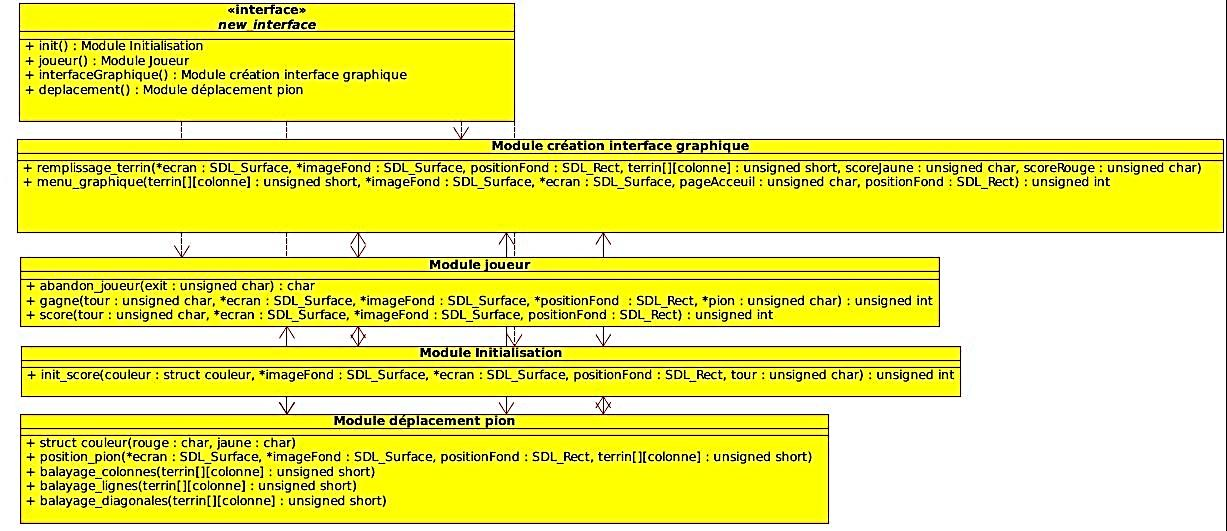 «interface»
new_interface
+ init() : Module Initialisation
+ joueur() : Module Joueur
+ interfaceGraphique() : Module création interface graphique
+ deplacement() : Module déplacement pion
Module création interface graphique
+ remplissage_terrin(*ecran : SDL_Surface, *imageFond : SDL_Surface, positionFond : SDL_Rect, terrin[][colonne] : unsigned short, scoreJaune : unsigned char, scoreRouge : unsigned char)
+ menu_graphique(terrin[][colonne] : unsigned short, *imageFond : SDL_Surface, *ecran : SDL_Surface, pageAcceuil : unsigned char, positionFond : SDL_Rect) : unsigned int
Module joueur
+ abandon_joueur(exit : unsigned char) : char
+ gagne(tour : unsigned char, *ecran : SDL_Surface, *imageFond : SDL_Surface, *positionFond : SDL_Rect, *pion : unsigned char) : unsigned int
+ score(tour : unsigned char, *ecran : SDL_Surface, *imageFond : SDL_Surface, positionFond : SDL_Rect) : unsigned int
Module Initialisation
+ init_score(couleur : struct couleur, *imageFond : SDL_Surface, *ecran : SDL_Surface, positionFond : SDL_Rect, tour : unsigned char) : unsigned int
Module déplacement pion
+ struct couleur(rouge : char, jaune : char)
+ position_pion(*ecran : SDL_Surface, *imageFond : SDL_Surface, positionFond : SDL_Rect, terrin[][colonne] : unsigned short)
+ balayage_colonnes(terrin[][colonne] : unsigned short)
+ balayage_lignes(terrin[][colonne] : unsigned short)
+ balayage_diagonales(terrin[][colonne] : unsigned short)